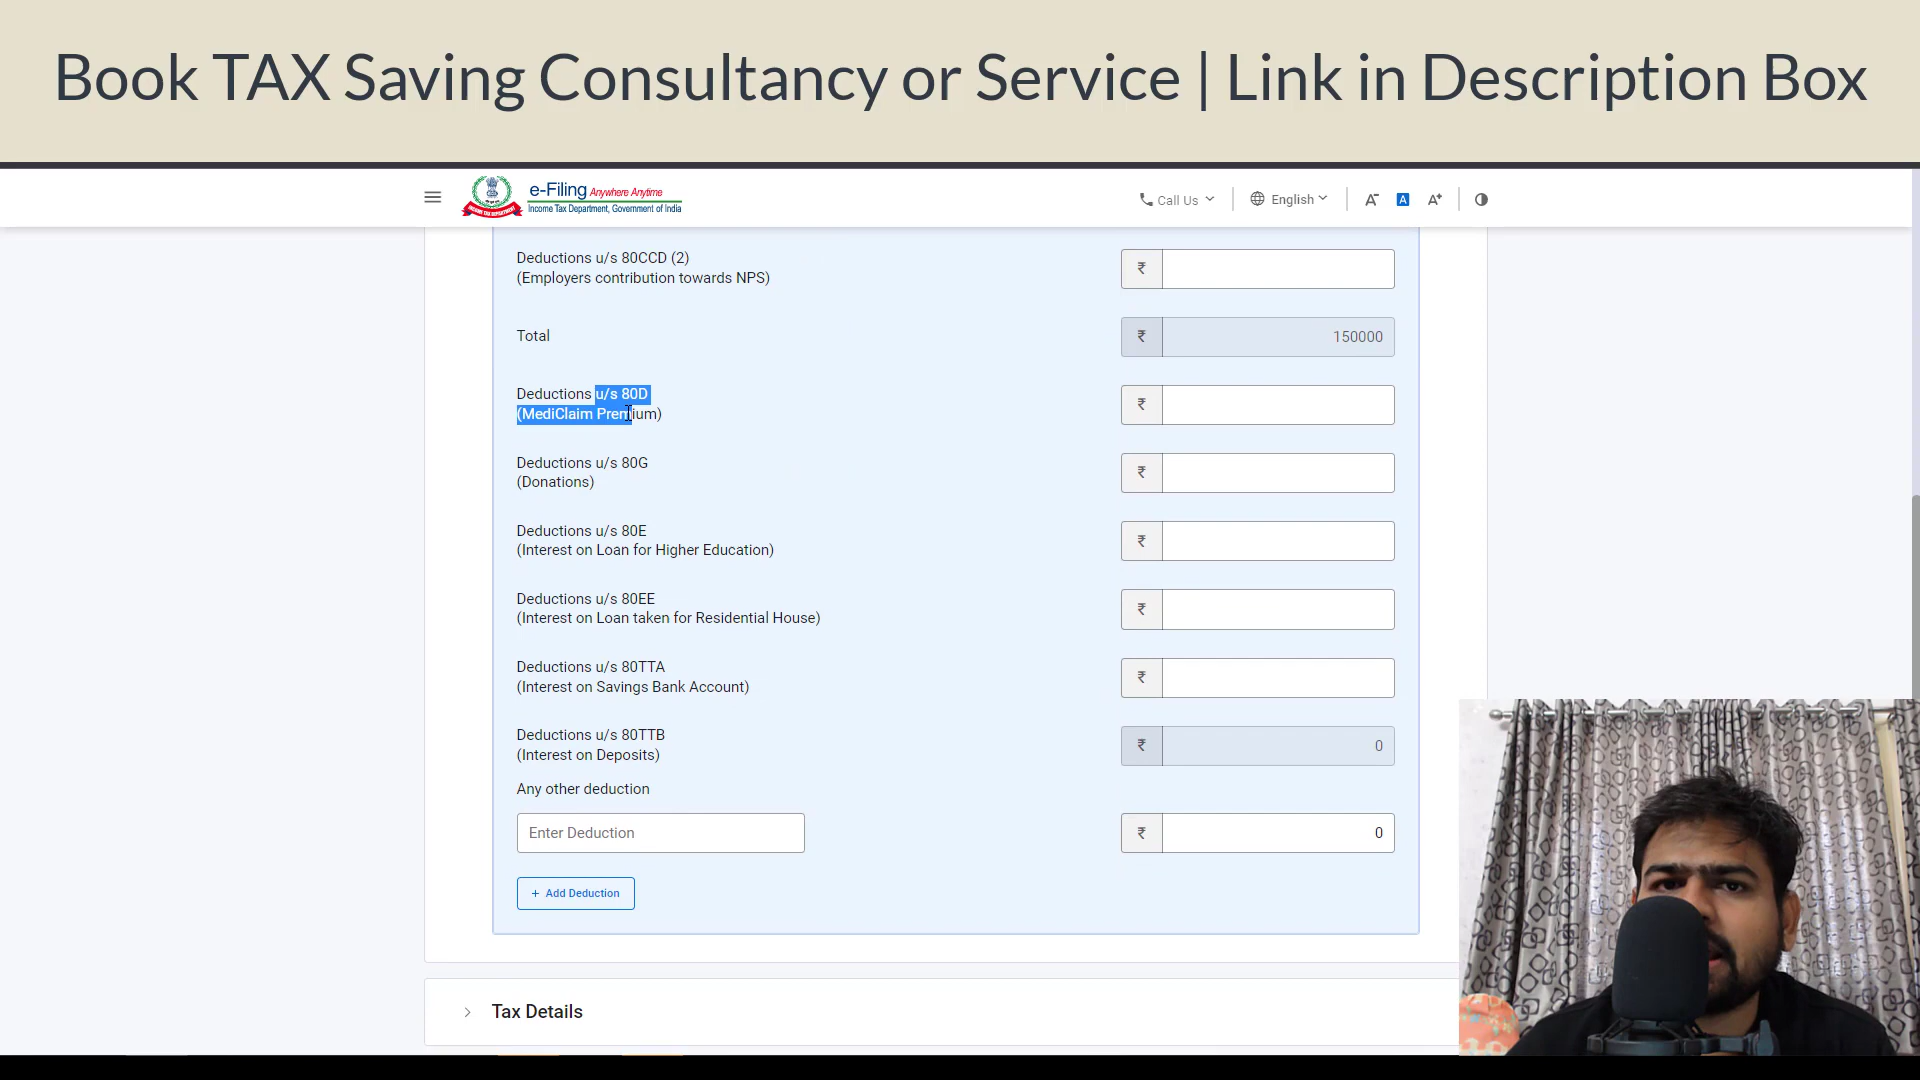 Book TAX Saving Consultancy or Service | Link in Description Box
e-Filing Anywhere Anytime
Income Tax Department, Government of India
INCOME TAX DEPARTMENT
Call Us
English
A-
A
A+
Deductions u/s 80CCD (2)
(Employers contribution towards NPS)
₹
Total
₹ 150000
Deductions u/s 80D
(MediClaim Premium)
₹
Deductions u/s 80G
(Donations)
₹
Deductions u/s 80E
(Interest on Loan for Higher Education)
₹
Deductions u/s 80EE
(Interest on Loan taken for Residential House)
₹
Deductions u/s 80TTA
(Interest on Savings Bank Account)
₹
Deductions u/s 80TTB
(Interest on Deposits)
₹ 0
Any other deduction
Enter Deduction
₹ 0
+ Add Deduction
Tax Details